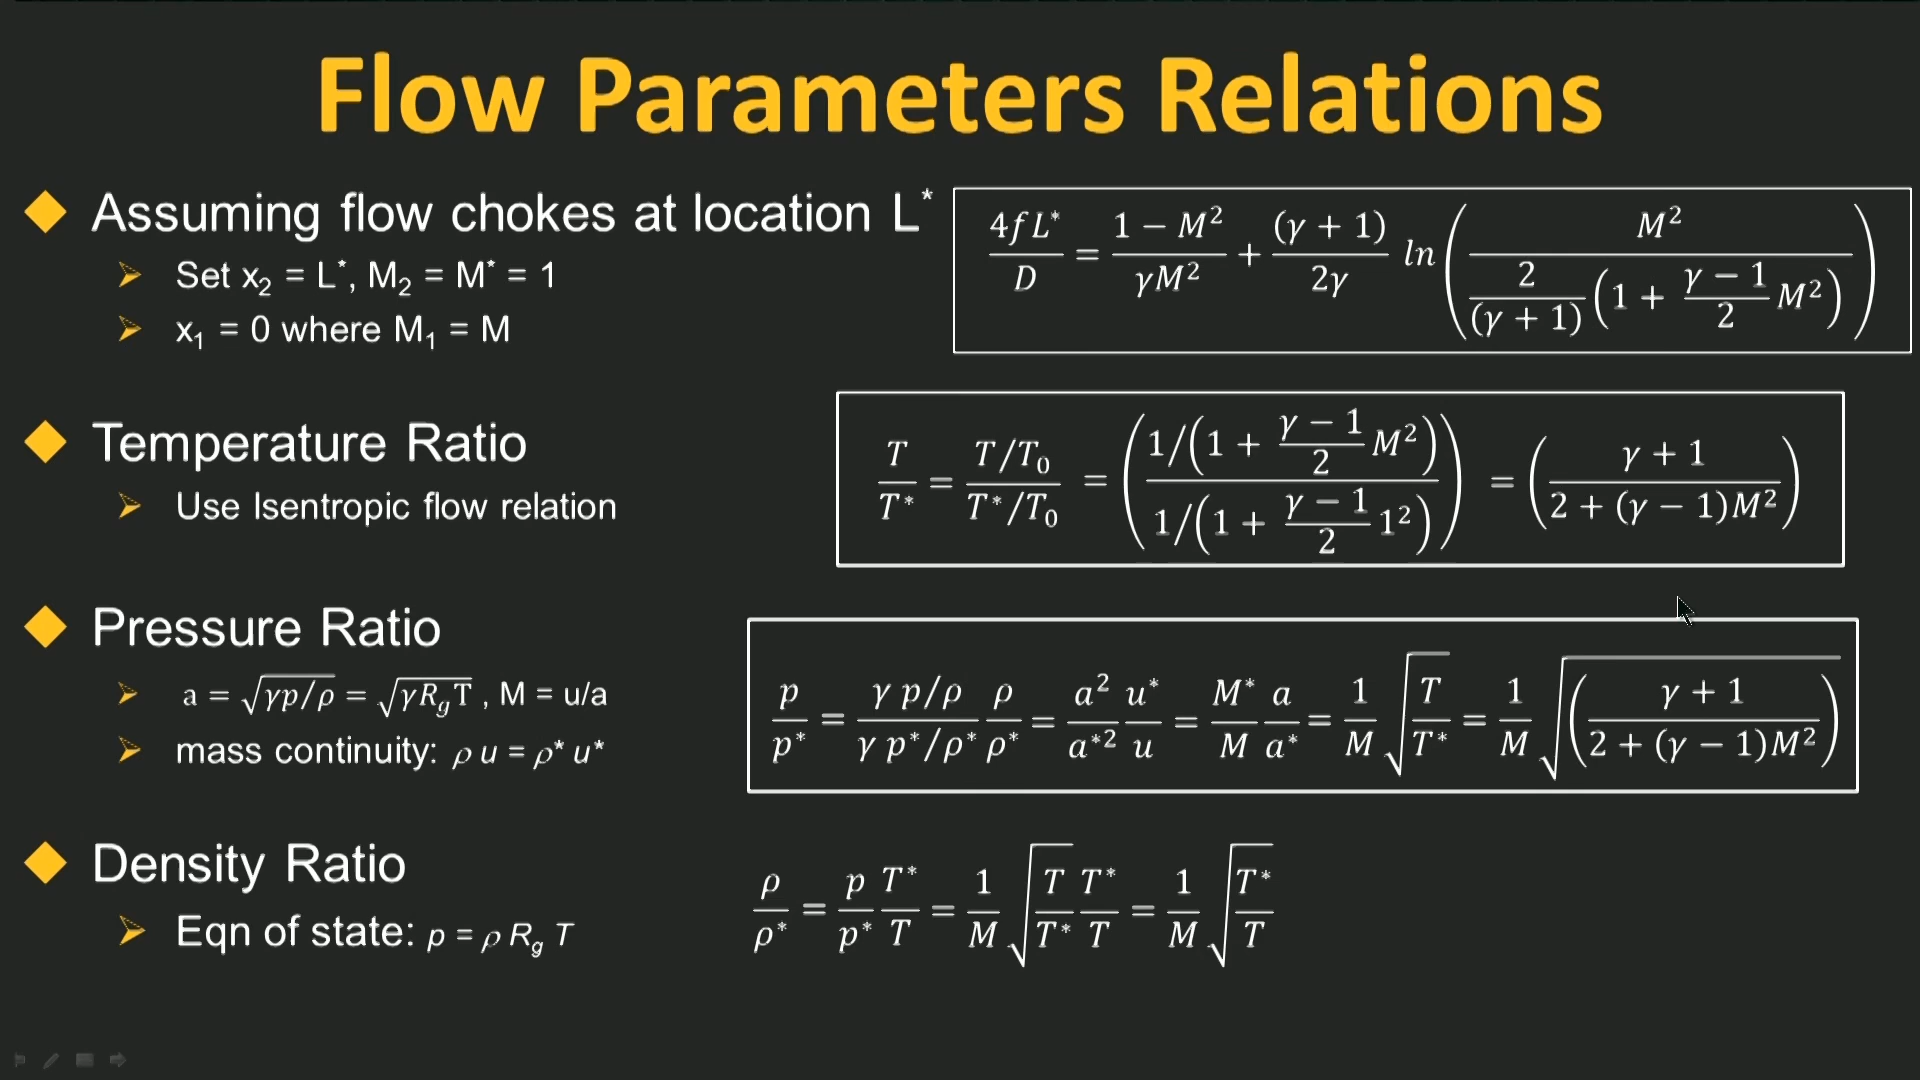 Flow Parameters Relations
◆ Assuming flow chokes at location L*
➢ Set x₂ = L*, M₂ = M* = 1
➢ x₁ = 0 where M₁ = M
4fL*/D = (1 − M²)/(γM²) + ((γ + 1)/(2γ)) ln( M² / ( (2/(γ + 1)) (1 + ((γ − 1)/2) M²) ) )
◆ Temperature Ratio
➢ Use Isentropic flow relation
T/T* = (T/T₀)/(T*/T₀) = ( (1/(1 + ((γ − 1)/2) M²)) / (1/(1 + ((γ − 1)/2) 1²)) ) = ( (γ + 1)/(2 + (γ − 1)M²) )
◆ Pressure Ratio
➢ a = √(γp/ρ) = √(γR_gT) , M = u/a
➢ mass continuity: ρ u = ρ* u*
p/p* = (γ p/ρ)/(γ p*/ρ*) ρ/ρ* = a²/a*² u*/u = M*/M a/a* = 1/M √(T/T*) = 1/M √( (γ + 1)/(2 + (γ − 1)M²) )
◆ Density Ratio
➢ Eqn of state: p = ρ R_g T
ρ/ρ* = p/p* T*/T = 1/M √(T/T*) T*/T = 1/M √(T*/T)